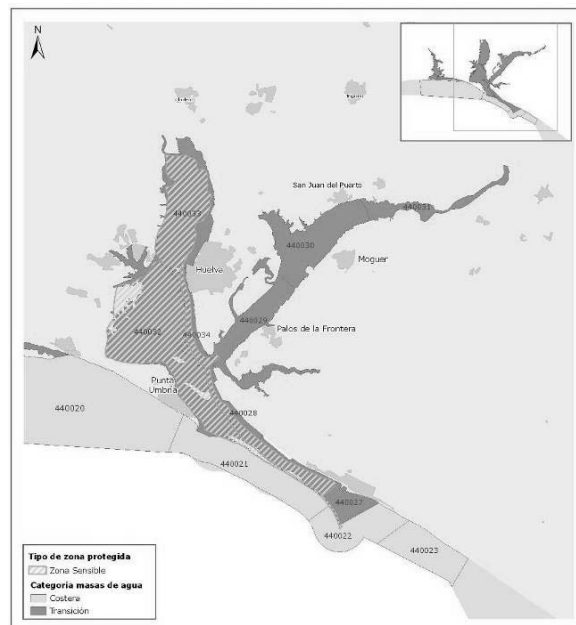 N
San Juan del Puerto
440033
440031
440030
Huelva
Moguer
440029
440032
440034
Palos de la Frontera
Punta
Umbría
440028
440020
440021
440027
440022
440023
Tipo de zona protegida
Zona Sensible
Categoría masas de agua
Costera
Transición